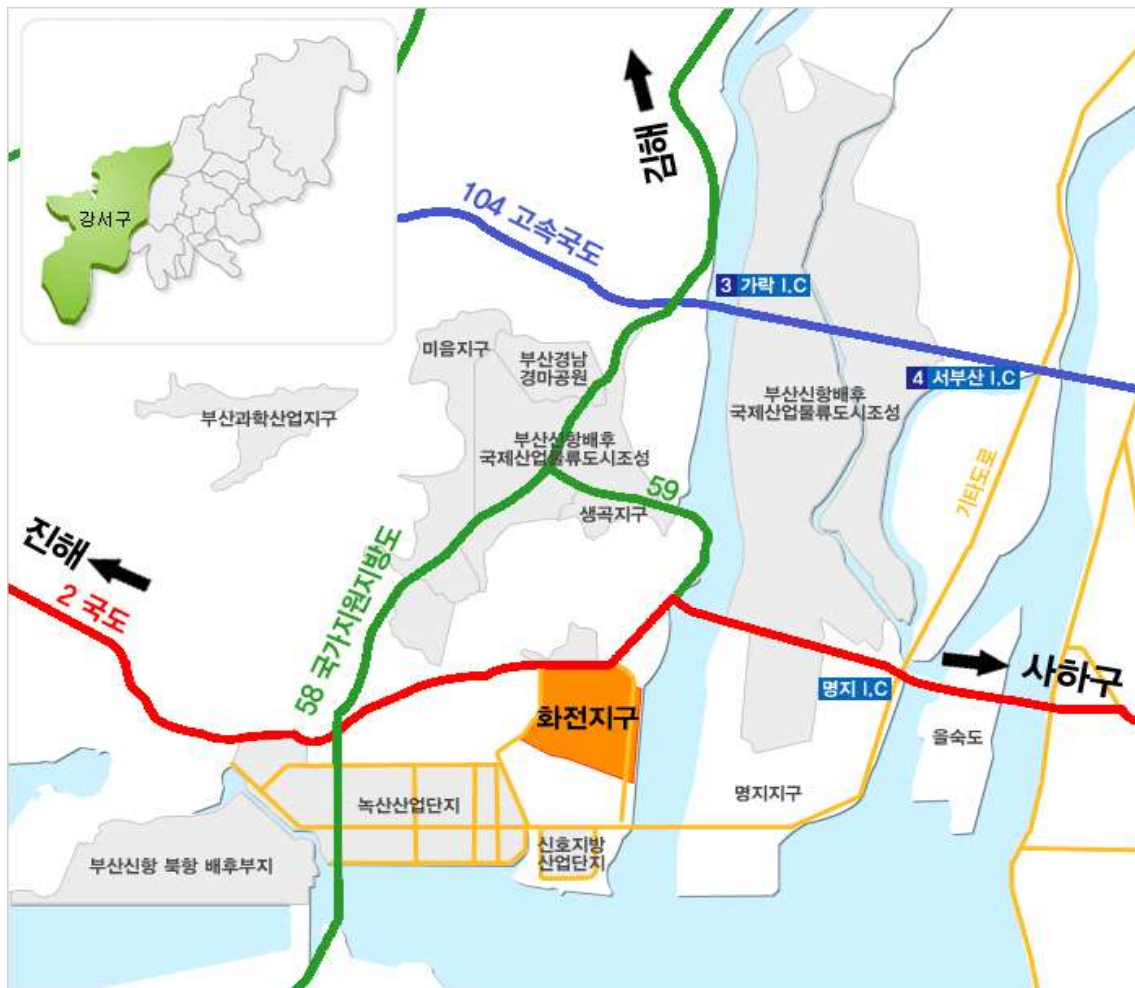 강서구
김해
104 고속국도
3 가락 I.C
미음지구
부산경남
경마공원
4 서부산 I.C
부산신항배후
국제산업물류도시조성
부산과학산업지구
부산신항배후
국제산업물류도시조성
기타도로
59
생곡지구
진해
2 국도
58 국가지원지방도
사하구
명지 I.C
화전지구
을숙도
명지지구
녹산산업단지
신호지방
산업단지
부산신항 북항 배후부지